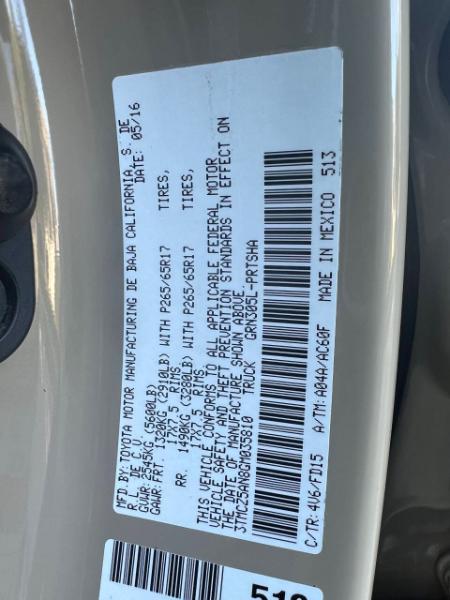 MFD.BY:TOYOTA MOTOR MANUFACTURING DE BAJA CALIFORNIA, S. DE
R.L. DE C.V. DATE: 05/16
GVWR: 2545KG (5600LB)
GAWR:FRT. 1320KG (2910LB) WITH P265/65R17 TIRES,
17X7.5 RIMS
RR. 1490KG (3280LB) WITH P265/65R17 TIRES,
17X7.5 RIMS.
THIS VEHICLE CONFORMS TO ALL APPLICABLE FEDERAL MOTOR
VEHICLE SAFETY AND THEFT PREVENTION STANDARDS IN EFFECT ON
THE DATE OF MANUFACTURE SHOWN ABOVE.
3TMCZ5AN8GM035810 TRUCK GRN305L-PRTSHA
C/TR: 4V6/FD15 A/TM: A04A/AC60F MADE IN MEXICO 513